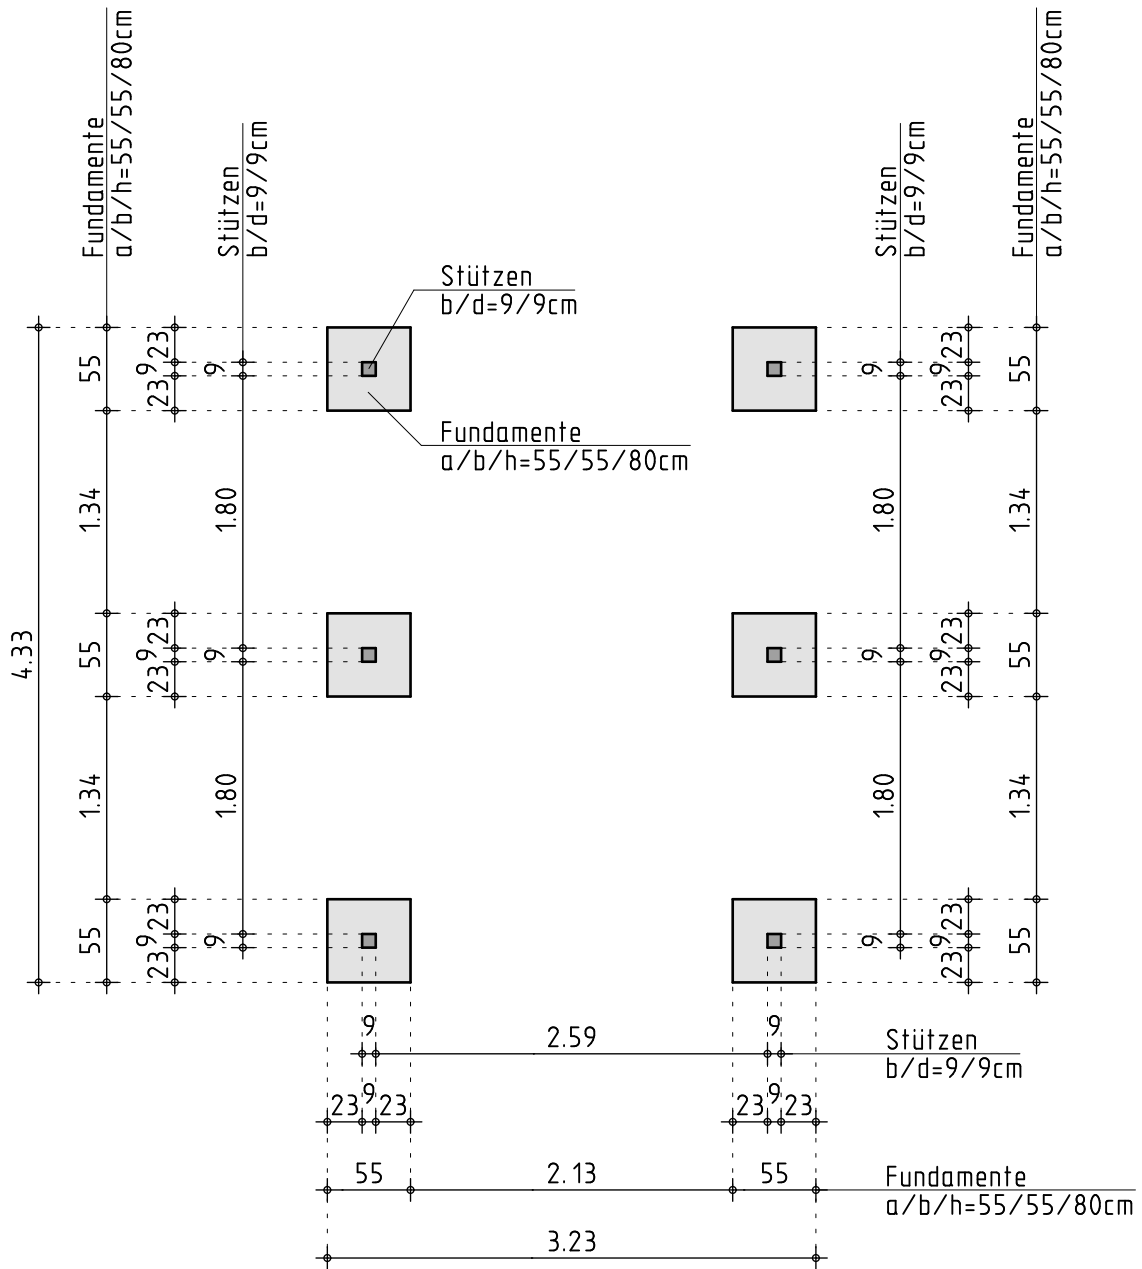 Fundamente
a/b/h=55/55/80cm
Stützen
b/d=9/9cm
Stützen
b/d=9/9cm
Fundamente
a/b/h=55/55/80cm
Stützen
b/d=9/9cm
Fundamente
a/b/h=55/55/80cm
4.33
55
1.34
55
1.34
55
23
9
23
23
9
23
23
9
23
9
1.80
9
1.80
9
9
1.80
9
1.80
9
23
9
23
23
9
23
23
9
23
55
1.34
55
1.34
55
9 2.59 9
Stützen
b/d=9/9cm
23 9 23 23 9 23
55 2.13 55
Fundamente
a/b/h=55/55/80cm
3.23